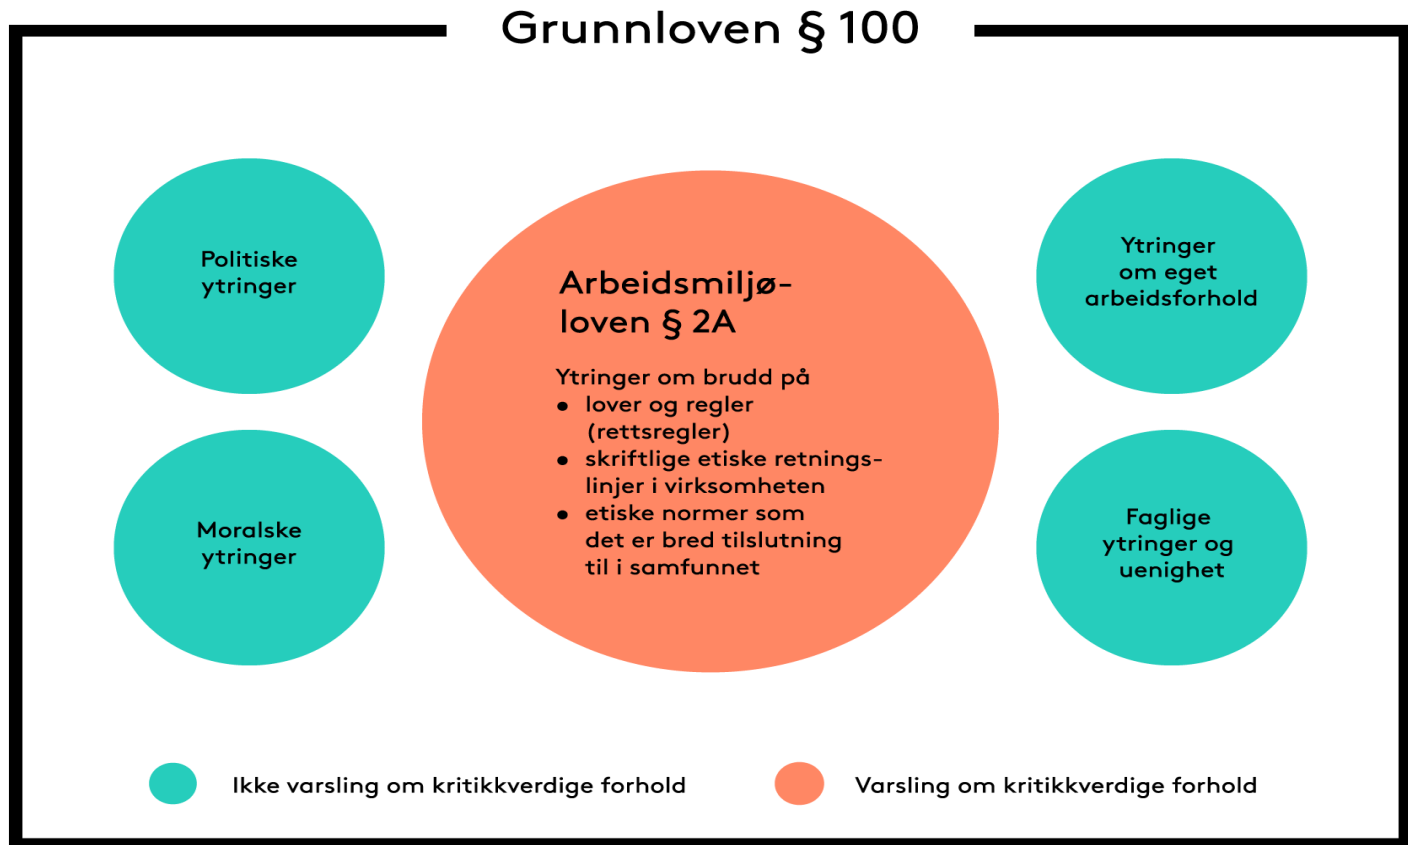 Grunnloven § 100
Politiske
ytringer
Moralske
ytringer
Arbeidsmiljø-
loven § 2A
Ytringer om brudd på
• lover og regler
(rettsregler)
• skriftlige etiske retnings-
linjer i virksomheten
• etiske normer som
det er bred tilslutning
til i samfunnet
Ytringer
om eget
arbeidsforhold
Faglige
ytringer og
uenighet
Ikke varsling om kritikkverdige forhold
Varsling om kritikkverdige forhold